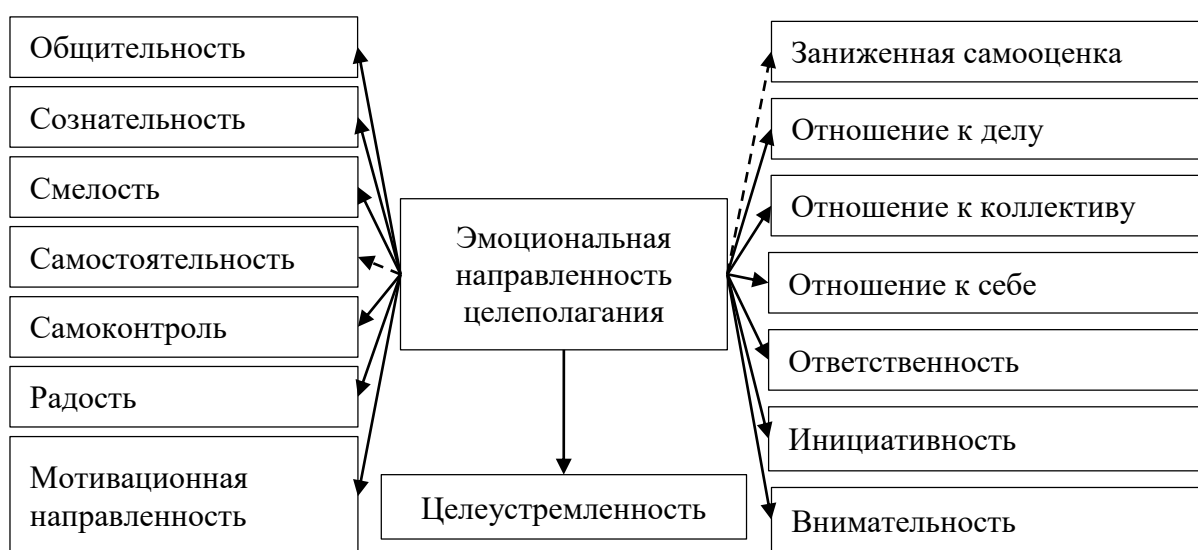 Общительность
Сознательность
Смелость
Самостоятельность
Самоконтроль
Радость
Мотивационная
направленность
Эмоциональная
направленность
целеполагания
Целеустремленность
Заниженная самооценка
Отношение к делу
Отношение к коллективу
Отношение к себе
Ответственность
Инициативность
Внимательность